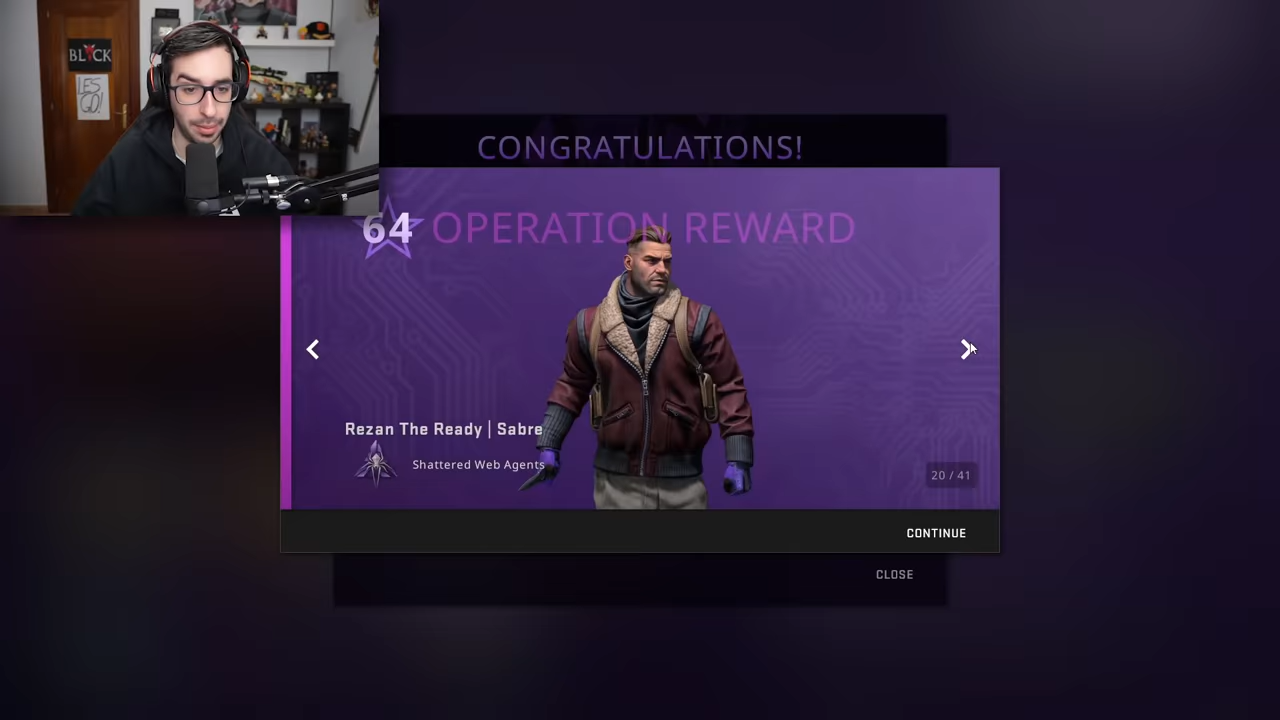 BLACK
LES
GO!
CONGRATULATIONS!
64 OPERATION REWARD
Rezan The Ready | Sabre
Shattered Web Agents
20 / 41
CONTINUE
CLOSE